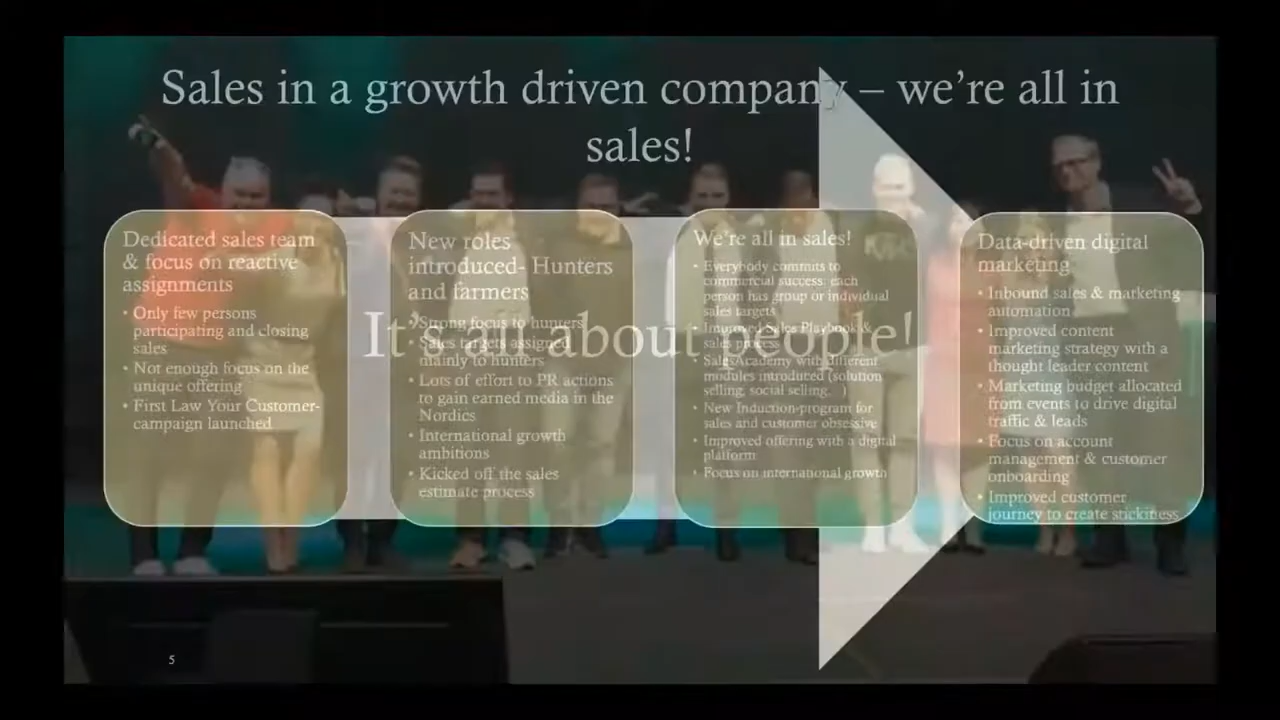 Sales in a growth driven company – we're all in
sales!
Dedicated sales team
& focus on reactive
assignments
• Only few persons
participating and closing
sales
• Not enough focus on the
unique offering
• First Law Your Customer-
campaign launched
New roles
introduced- Hunters
and farmers
• Strong focus to hunters
• Sales targets assigned
mainly to hunters
• Lots of effort to PR actions
to gain earned media in the
Nordics
• International growth
ambitions
• Kicked off the sales
estimate process
We're all in sales!
• Everybody commits to
commercial success: each
person has group or individual
sales targets
• Improved Sales Playbook &
sales process
• SalesAcademy with different
modules introduced (solution
selling, social selling,
• New Induction-program for
sales and customer obsessive
• Improved offering with a digital
platform
• Focus on international growth
Data-driven digital
marketing
• Inbound sales & marketing
automation
• Improved content
marketing strategy with a
thought leader content
• Marketing budget allocated
from events to drive digital
traffic & leads
• Focus on account
management & customer
onboarding
• Improved customer
journey to create stickiness
It's all about people!
5